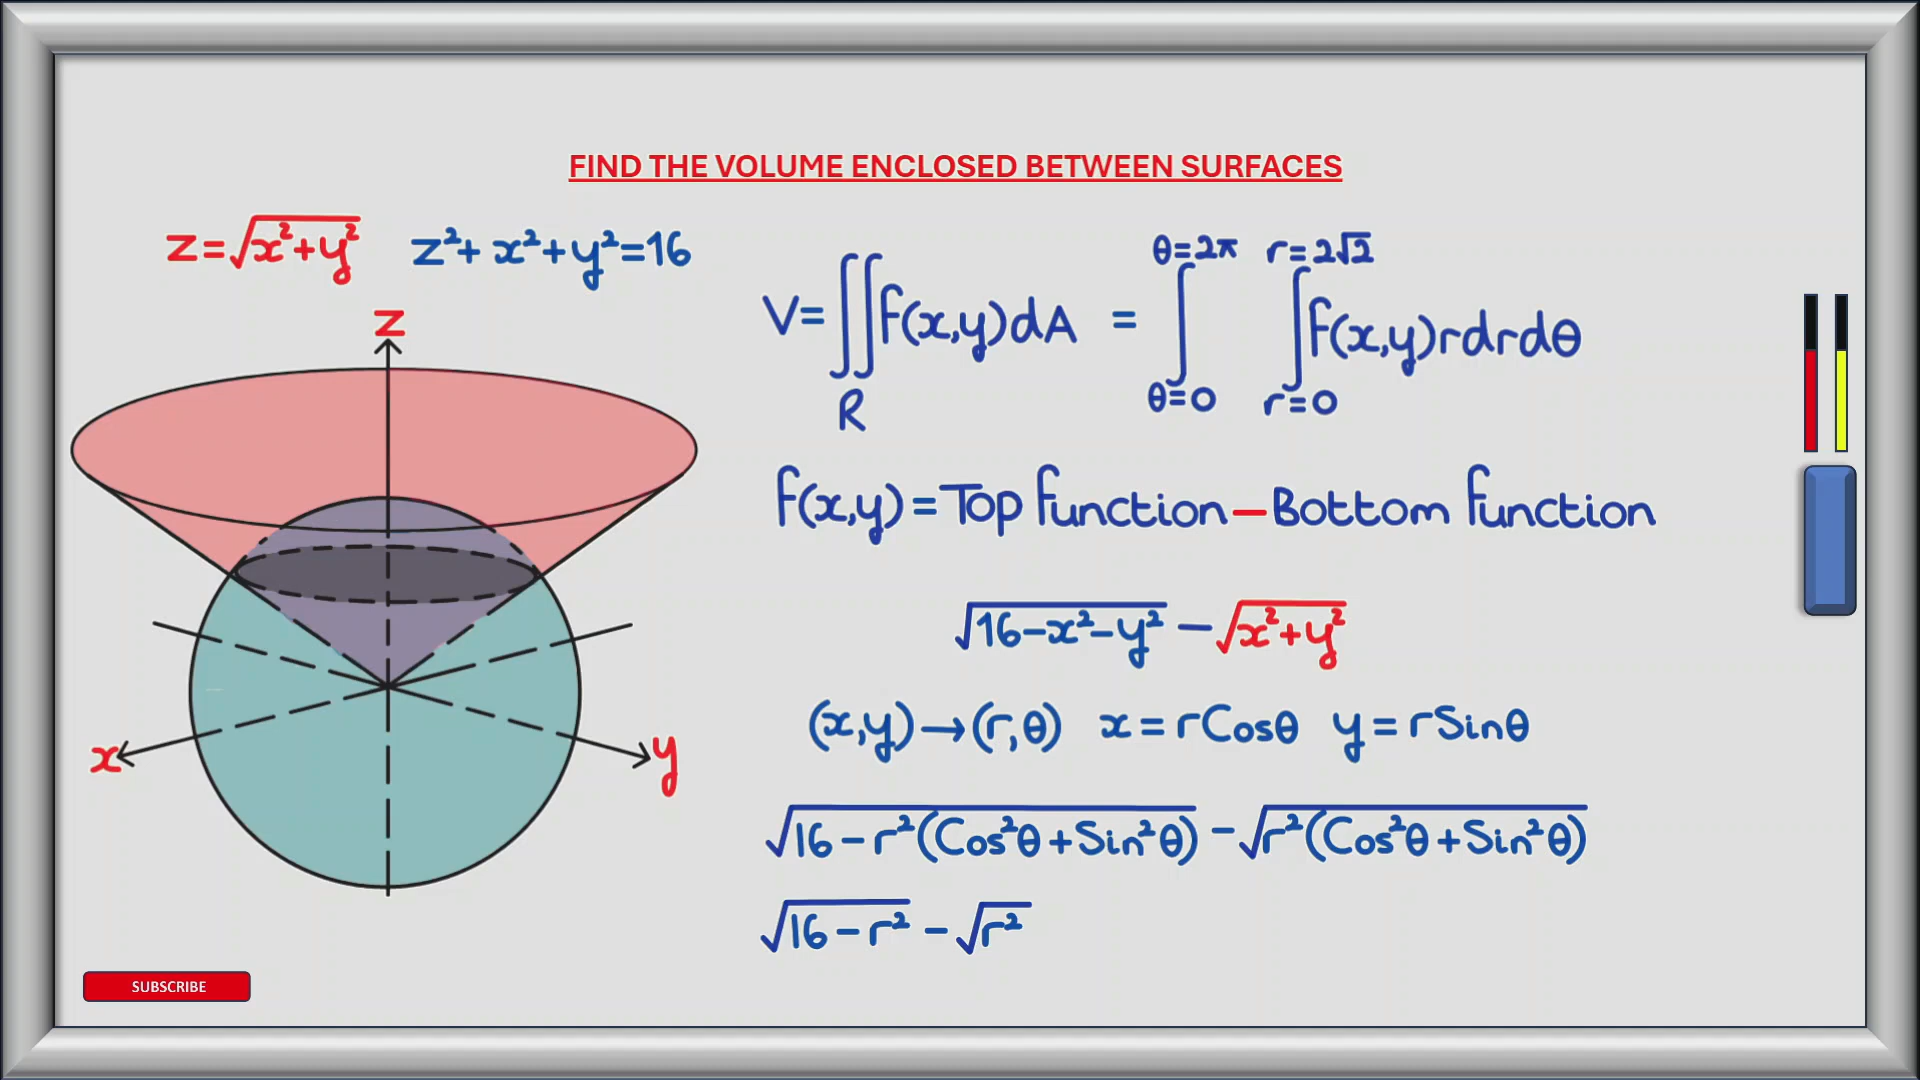 FIND THE VOLUME ENCLOSED BETWEEN SURFACES
z=√(x²+y²) z²+x²+y²=16
z
x
y
θ=2π r=2√2
V=∬f(x,y)dA = ∫ ∫f(x,y)rdrdθ
R θ=0 r=0
f(x,y)=Top function–Bottom function
√(16–x²–y²) – √(x²+y²)
(x,y)→(r,θ) x=rCosθ y=rSinθ
√(16–r²(Cos²θ+Sin²θ)) – √(r²(Cos²θ+Sin²θ))
√(16–r²) – √(r²)
SUBSCRIBE